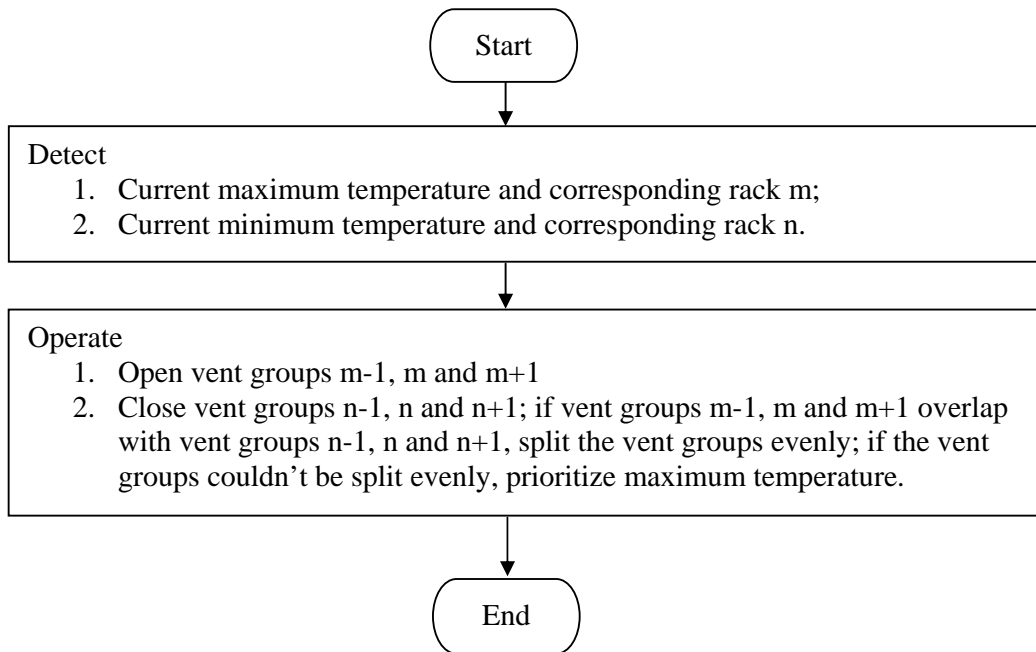 Start
Detect
1. Current maximum temperature and corresponding rack m;
2. Current minimum temperature and corresponding rack n.
Operate
1. Open vent groups m-1, m and m+1
2. Close vent groups n-1, n and n+1; if vent groups m-1, m and m+1 overlap
with vent groups n-1, n and n+1, split the vent groups evenly; if the vent
groups couldn’t be split evenly, prioritize maximum temperature.
End